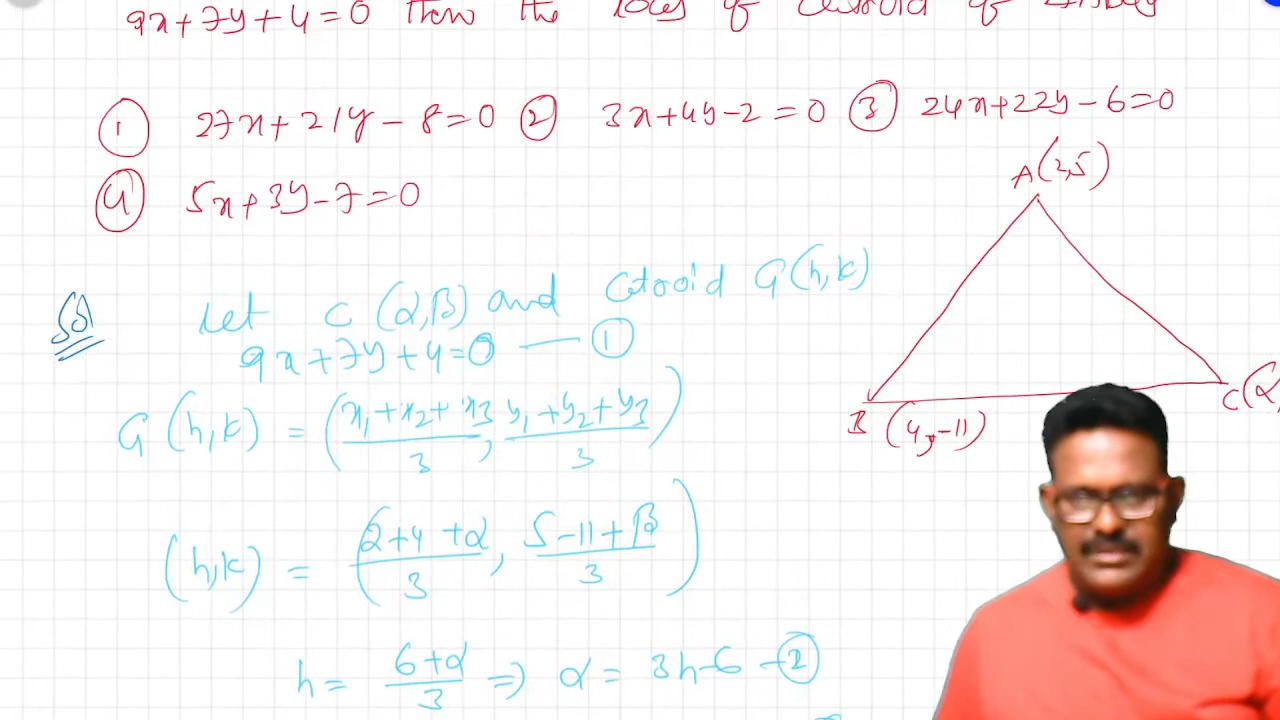 9x+7y+4=0 then the of of
① 27x+21y-8=0 ② 3x+4y-2=0 ③ 24x+22y-6=0
A(2,5)
④ 5x+3y-7=0
Sol Let C(α,β) and G(h,k)
9x+7y+4=0 — ①
G(h,k) = (x₁+x₂+x₃/3, y₁+y₂+y₃/3)
B(4,-11)
C(α,
(h,k) = (2+4+α/3, 5-11+β/3)
h = 6+α/3 ⇒ α = 3h-6 -②